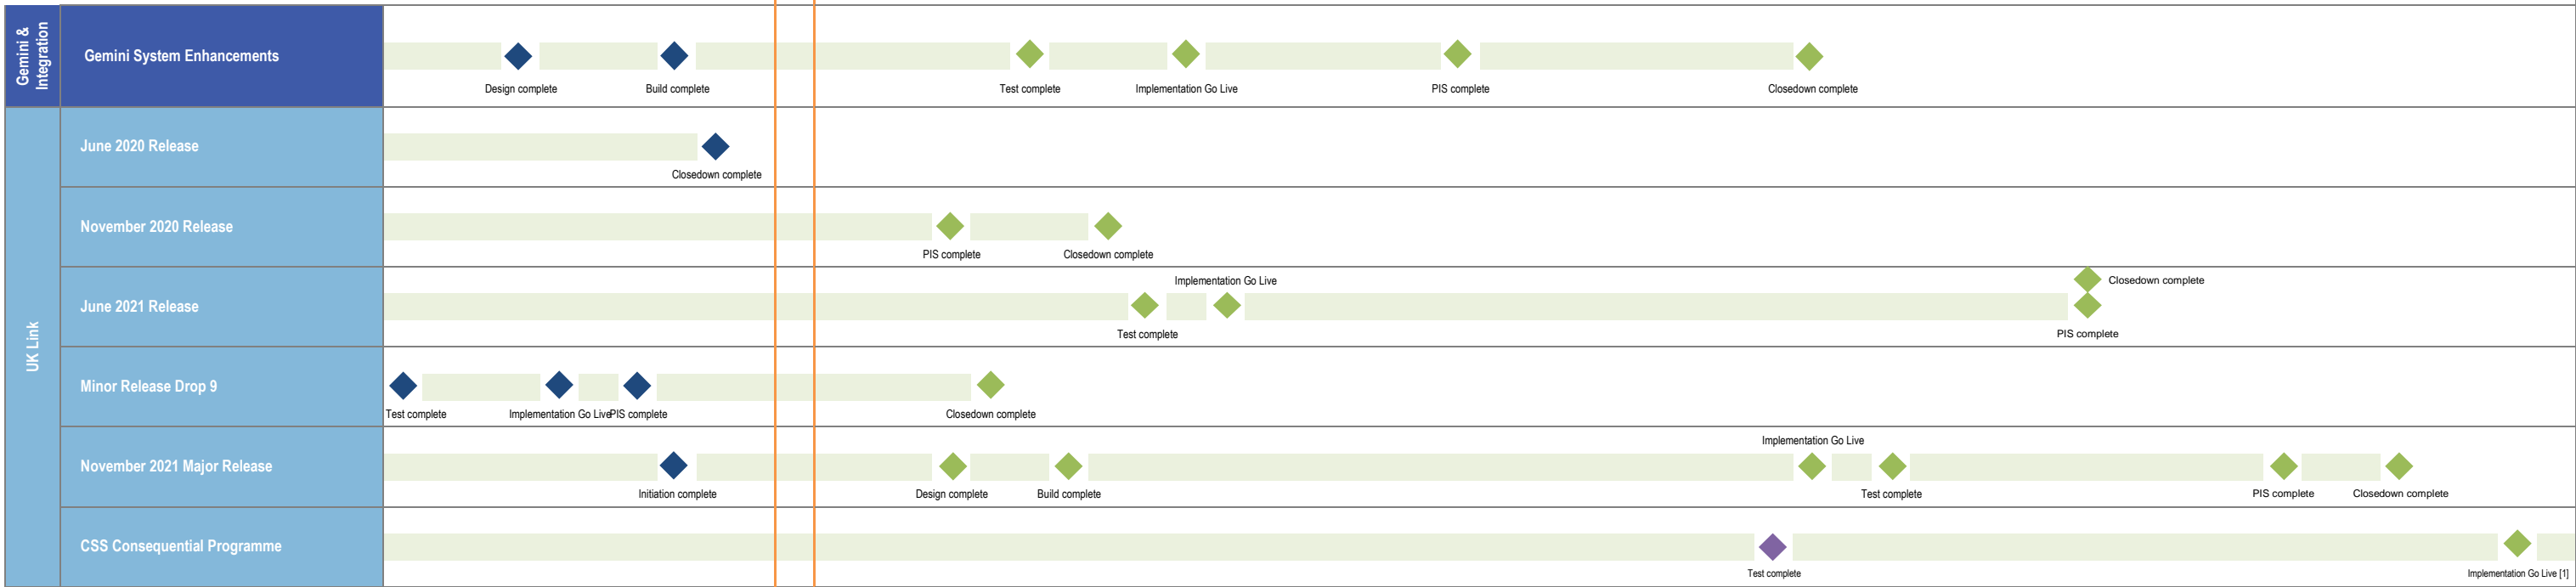 Gemini &
Integration
Gemini System Enhancements
Design complete
Build complete
Test complete
Implementation Go Live
PIS complete
Closedown complete
UK Link
June 2020 Release
Closedown complete
November 2020 Release
PIS complete
Closedown complete
June 2021 Release
Implementation Go Live
Closedown complete
Test complete
PIS complete
Minor Release Drop 9
Test complete
Implementation Go Live
PIS complete
Closedown complete
November 2021 Major Release
Implementation Go Live
Initiation complete
Design complete
Build complete
Test complete
PIS complete
Closedown complete
CSS Consequential Programme
Test complete
Implementation Go Live [1]